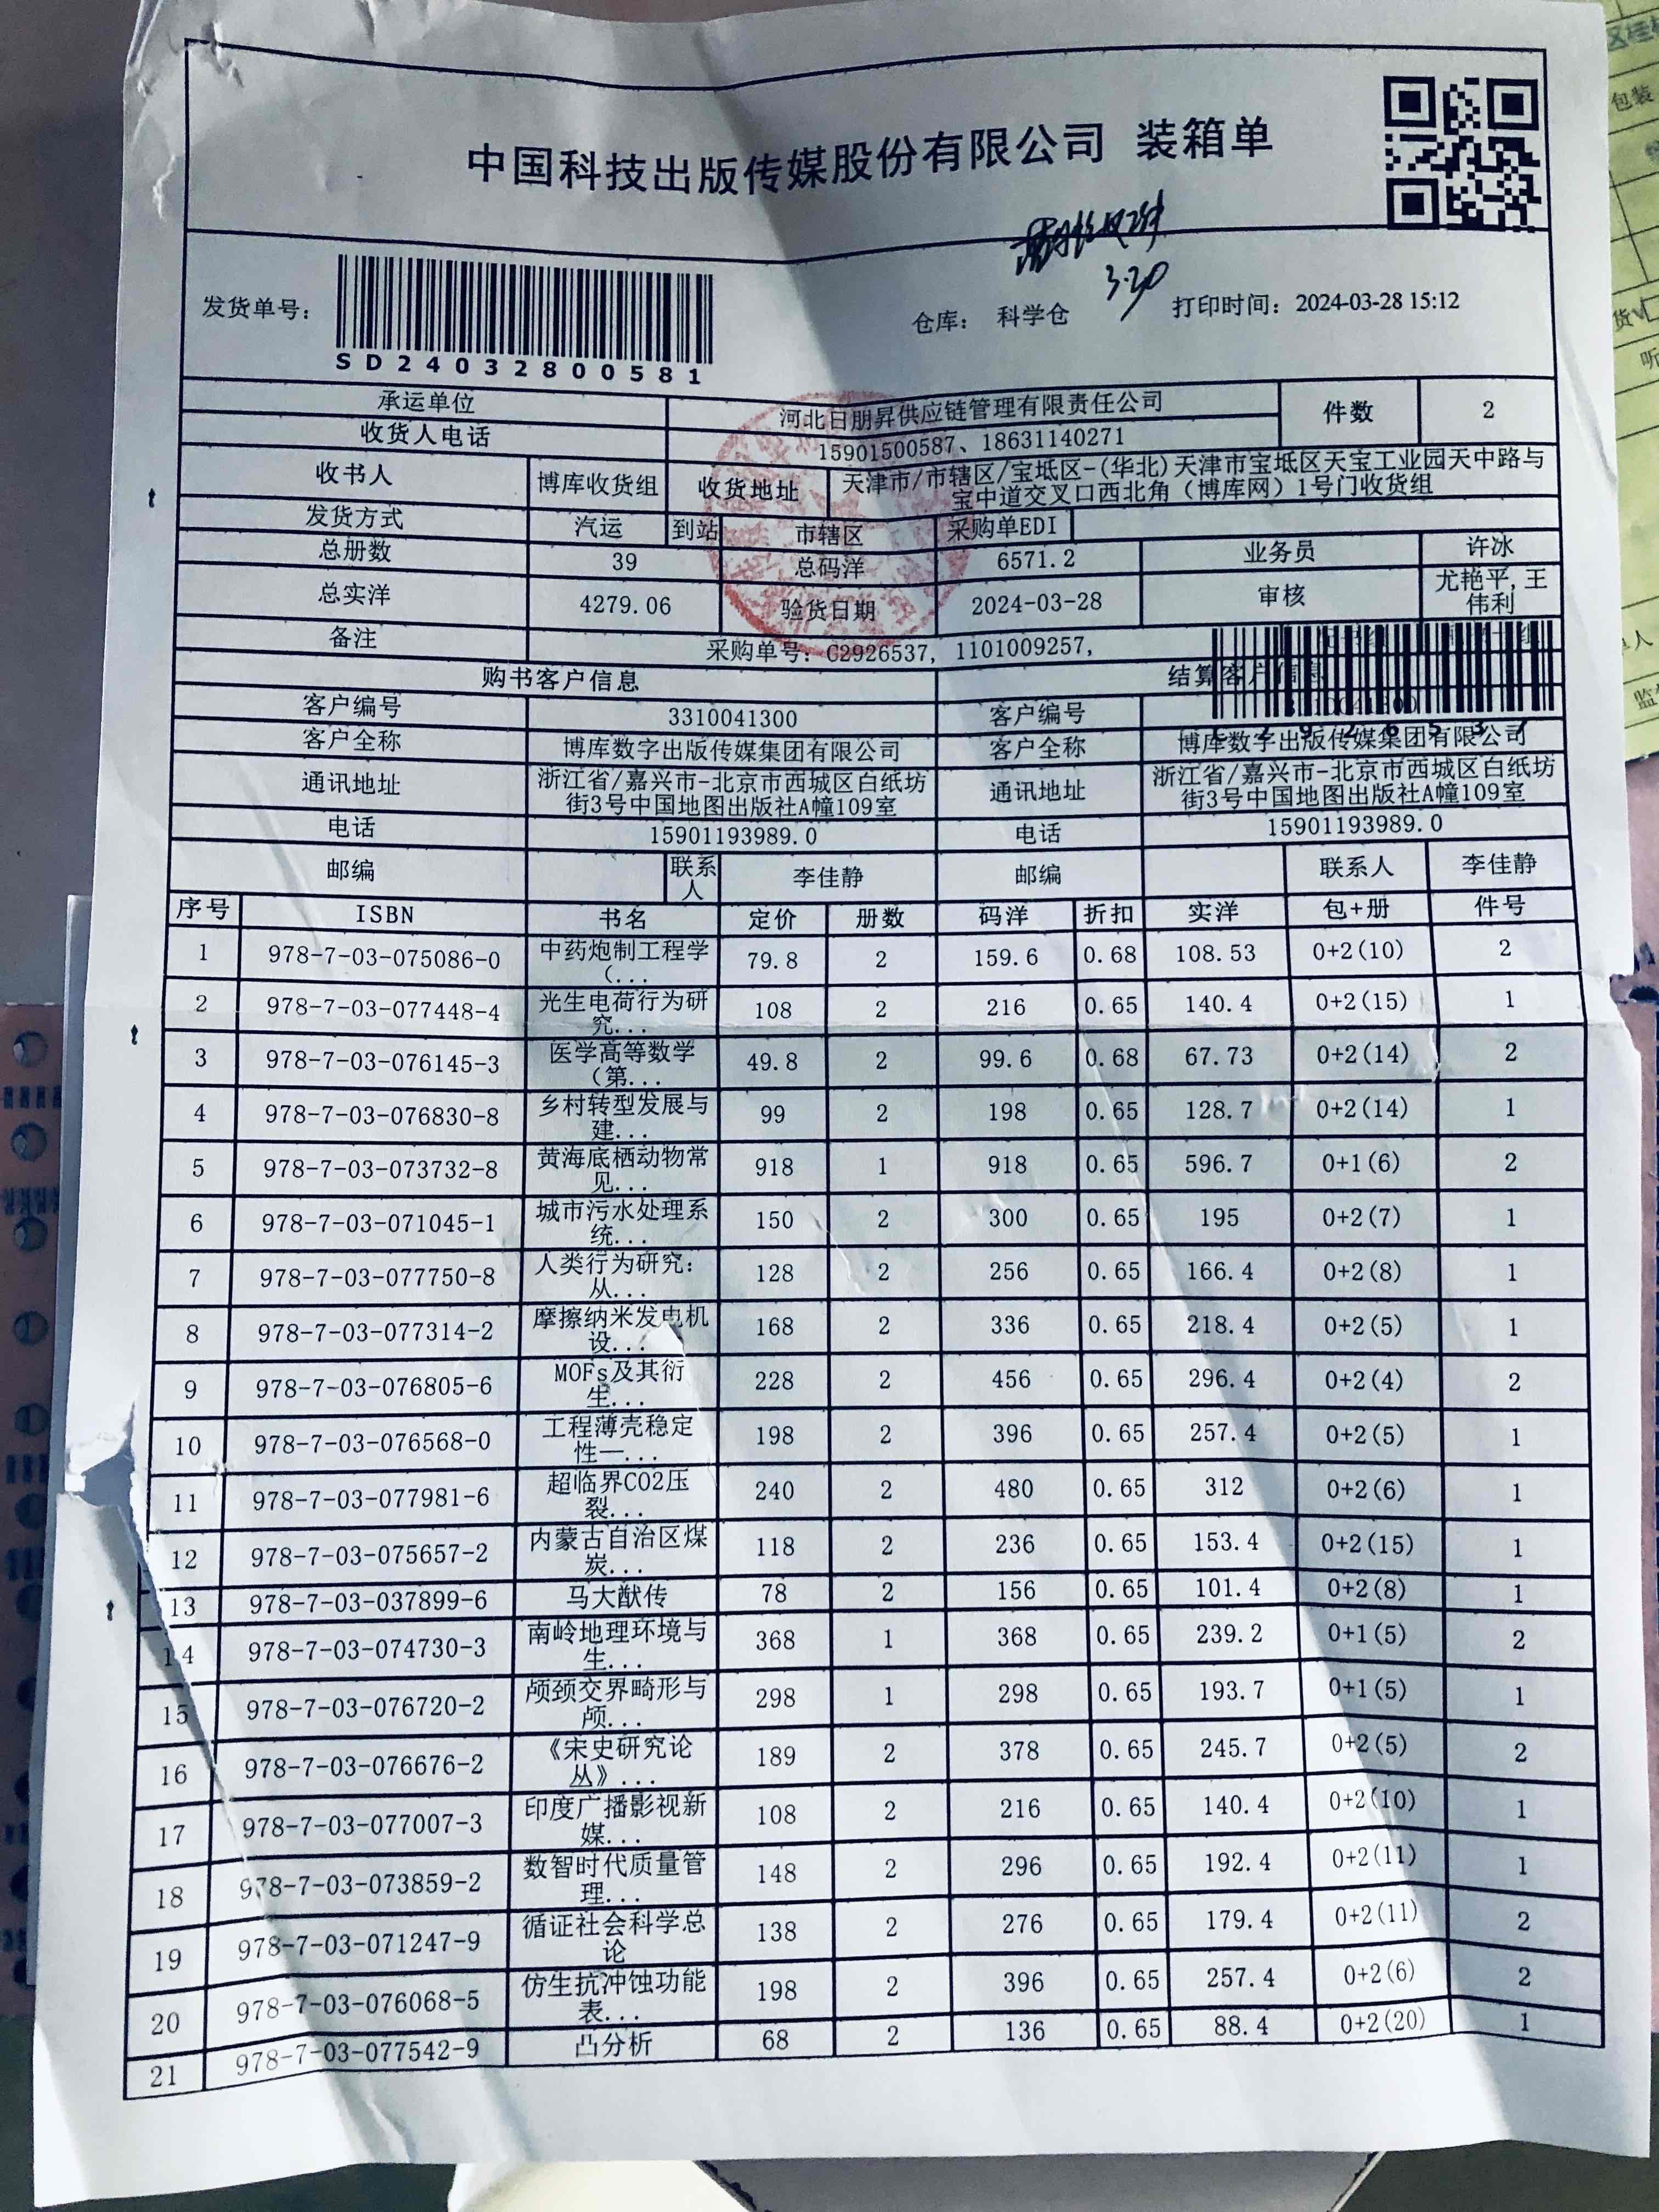 中国科技出版传媒股份有限公司 装箱单
3.20
发货单号： 仓库： 科学仓 打印时间：2024-03-28 15:12
SD24032800581
承运单位 河北日朋昇供应链管理有限责任公司 件数 2
收货人电话 15901500587、18631140271
收书人 博库收货组 收货地址 天津市/市辖区/宝坻区-(华北)天津市宝坻区天宝工业园天中路与
宝中道交叉口西北角（博库网）1号门收货组
发货方式 汽运 到站 市辖区 采购单EDI
总册数 39 总码洋 6571.2 业务员 许冰
总实洋 4279.06 验货日期 2024-03-28 审核 尤艳平,王
伟利
备注 采购单号：C2926537, 1101009257,
购书客户信息 结算客户信息
客户编号 3310041300 客户编号
客户全称 博库数字出版传媒集团有限公司 客户全称 博库数字出版传媒集团有限公司
通讯地址 浙江省/嘉兴市-北京市西城区白纸坊 通讯地址 浙江省/嘉兴市-北京市西城区白纸坊
街3号中国地图出版社A幢109室 街3号中国地图出版社A幢109室
电话 15901193989.0 电话 15901193989.0
邮编 联系人 李佳静 邮编 联系人 李佳静
序号 ISBN 书名 定价 册数 码洋 折扣 实洋 包+册 件号
1 978-7-03-075086-0 中药炮制工程学（... 79.8 2 159.6 0.68 108.53 0+2(10) 2
2 978-7-03-077448-4 光生电荷行为研究... 108 2 216 0.65 140.4 0+2(15) 1
3 978-7-03-076145-3 医学高等数学（第... 49.8 2 99.6 0.68 67.73 0+2(14) 2
4 978-7-03-076830-8 乡村转型发展与建... 99 2 198 0.65 128.7 0+2(14) 1
5 978-7-03-073732-8 黄海底栖动物常见... 918 1 918 0.65 596.7 0+1(6) 2
6 978-7-03-071045-1 城市污水处理系统... 150 2 300 0.65 195 0+2(7) 1
7 978-7-03-077750-8 人类行为研究：从... 128 2 256 0.65 166.4 0+2(8) 1
8 978-7-03-077314-2 摩擦纳米发电机设... 168 2 336 0.65 218.4 0+2(5) 1
9 978-7-03-076805-6 MOFs及其衍生... 228 2 456 0.65 296.4 0+2(4) 2
10 978-7-03-076568-0 工程薄壳稳定性一... 198 2 396 0.65 257.4 0+2(5) 1
11 978-7-03-077981-6 超临界CO2压裂... 240 2 480 0.65 312 0+2(6) 1
12 978-7-03-075657-2 内蒙古自治区煤炭... 118 2 236 0.65 153.4 0+2(15) 1
13 978-7-03-037899-6 马大猷传 78 2 156 0.65 101.4 0+2(8) 1
14 978-7-03-074730-3 南岭地理环境与生... 368 1 368 0.65 239.2 0+1(5) 2
15 978-7-03-076720-2 颅颈交界畸形与颅... 298 1 298 0.65 193.7 0+1(5) 1
16 978-7-03-076676-2 《宋史研究论丛》... 189 2 378 0.65 245.7 0+2(5) 2
17 978-7-03-077007-3 印度广播影视新媒... 108 2 216 0.65 140.4 0+2(10) 1
18 978-7-03-073859-2 数智时代质量管理... 148 2 296 0.65 192.4 0+2(11) 1
19 978-7-03-071247-9 循证社会科学总论 138 2 276 0.65 179.4 0+2(11) 2
20 978-7-03-076068-5 仿生抗冲蚀功能表... 198 2 396 0.65 257.4 0+2(6) 2
21 978-7-03-077542-9 凸分析 68 2 136 0.65 88.4 0+2(20) 1
包装